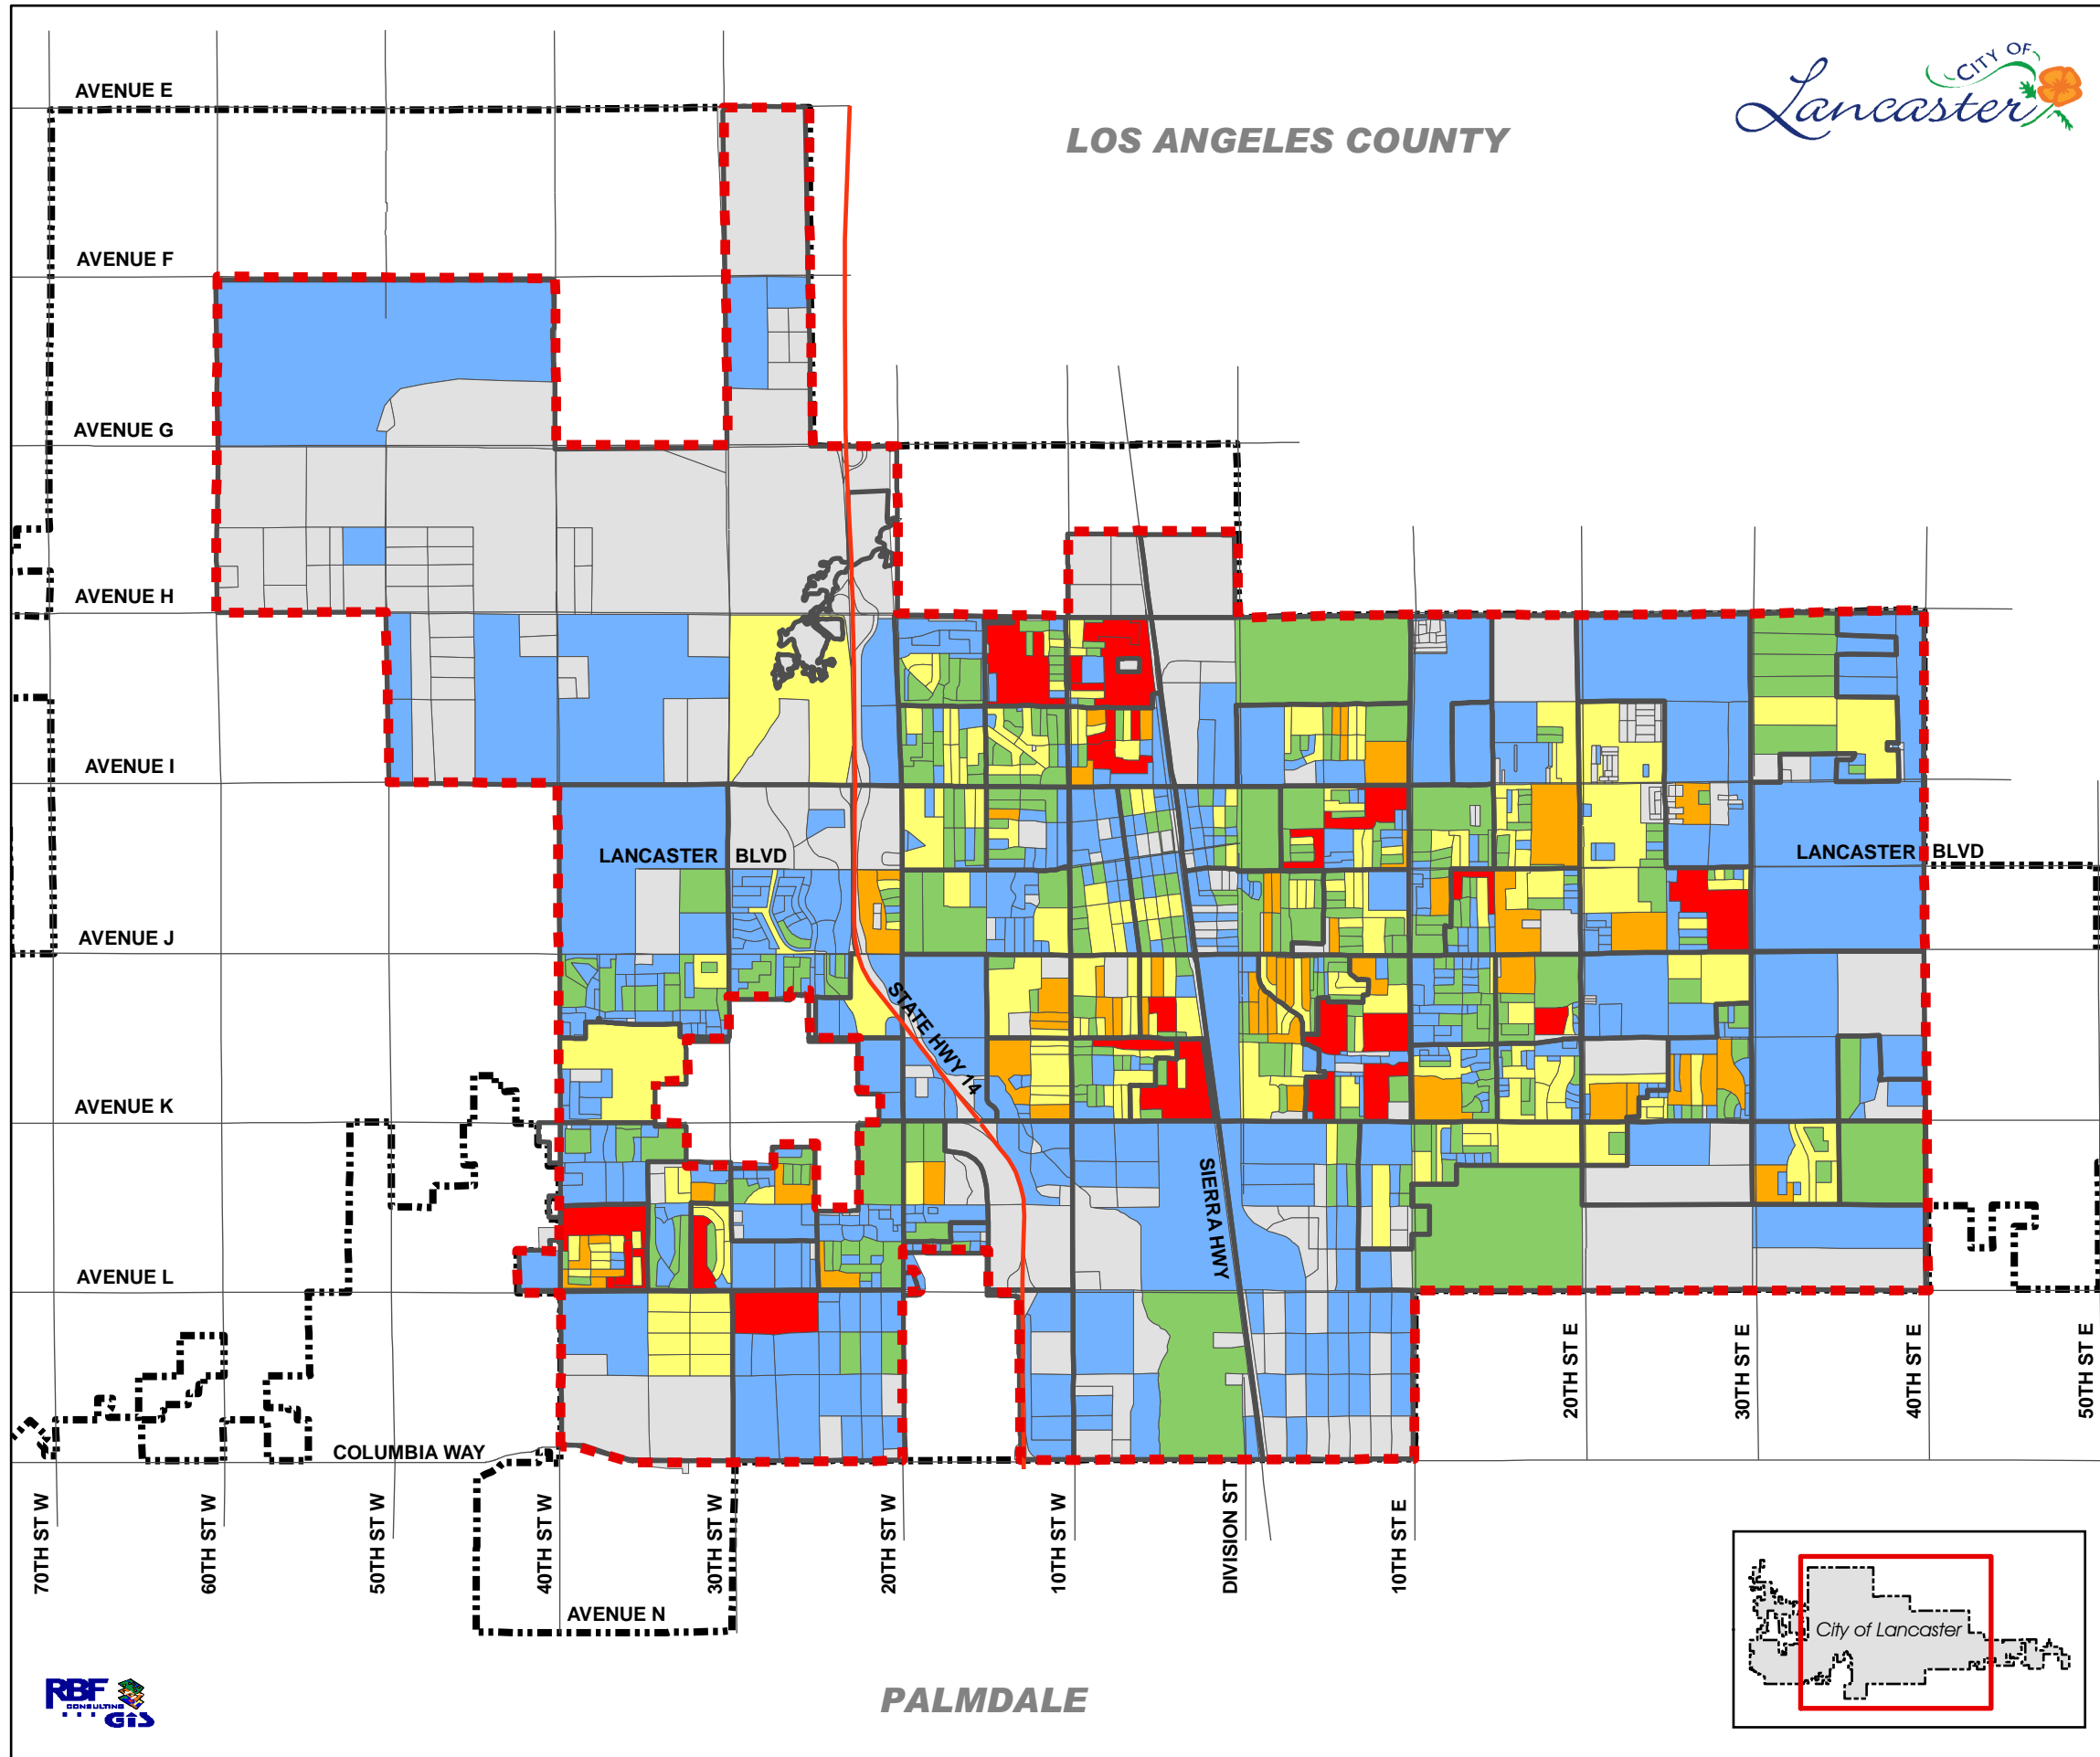 CITY OF
Lancaster
LOS ANGELES COUNTY
AVENUE E
AVENUE F
AVENUE G
AVENUE H
AVENUE I
LANCASTER BLVD
LANCASTER BLVD
AVENUE J
STATE HWY 14
AVENUE K
SIERRA HWY
AVENUE L
COLUMBIA WAY
70TH ST W
60TH ST W
50TH ST W
40TH ST W
30TH ST W
20TH ST W
10TH ST W
DIVISION ST
10TH ST E
20TH ST E
30TH ST E
40TH ST E
50TH ST E
AVENUE N
City of Lancaster
RBF
CONSULTING
GIS
PALMDALE